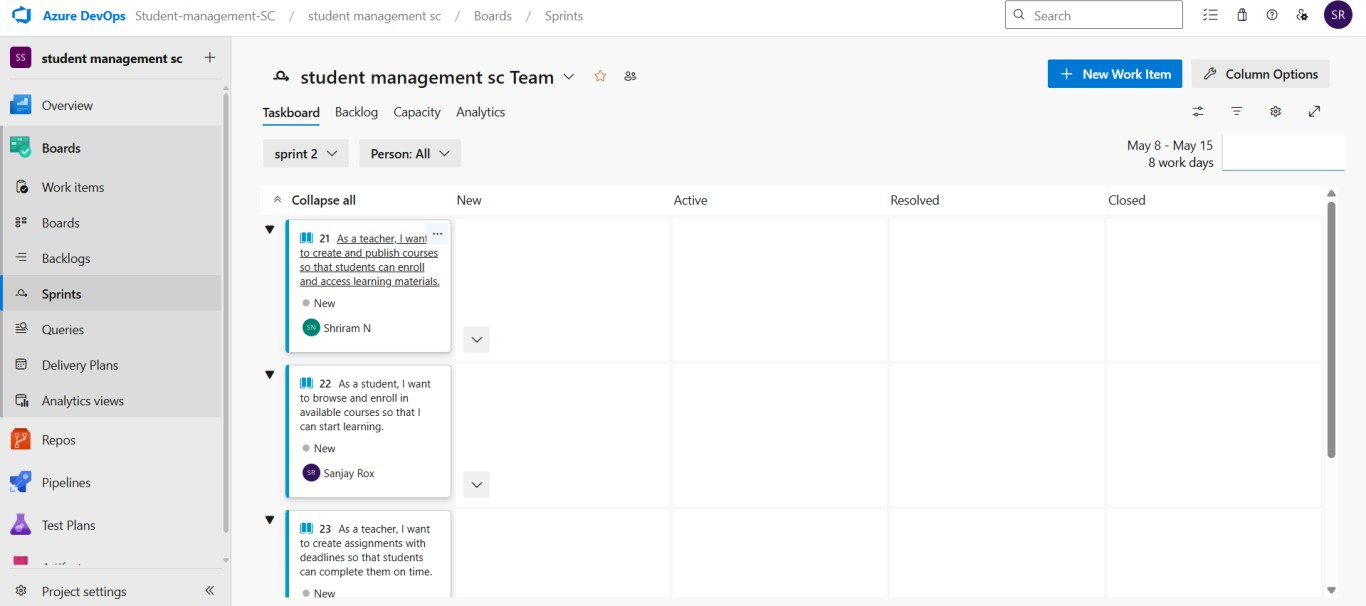 Azure DevOps Student-management-SC / student management sc / Boards / Sprints
Search
SR
SS student management sc
Overview
Boards
Work items
Boards
Backlogs
Sprints
Queries
Delivery Plans
Analytics views
Repos
Pipelines
Test Plans
Project settings
student management sc Team
New Work Item
Column Options
Taskboard Backlog Capacity Analytics
sprint 2
Person: All
May 8 - May 15
8 work days
Collapse all New Active Resolved Closed
21 As a teacher, I want
to create and publish courses
so that students can enroll
and access learning materials.
New
SN Shriram N
22 As a student, I want
to browse and enroll in
available courses so that I
can start learning.
New
SR Sanjay Rox
23 As a teacher, I want
to create assignments with
deadlines so that students
can complete them on time.
New